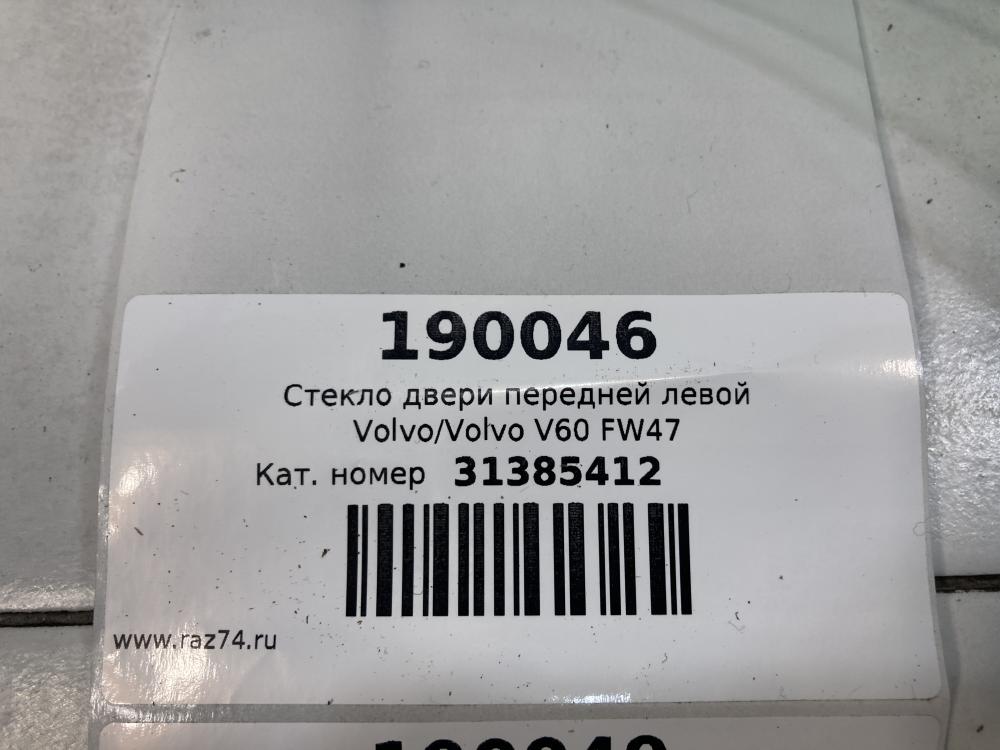 190046
Стекло двери передней левой
Volvo/Volvo V60 FW47
Кат. номер 31385412
www.raz74.ru